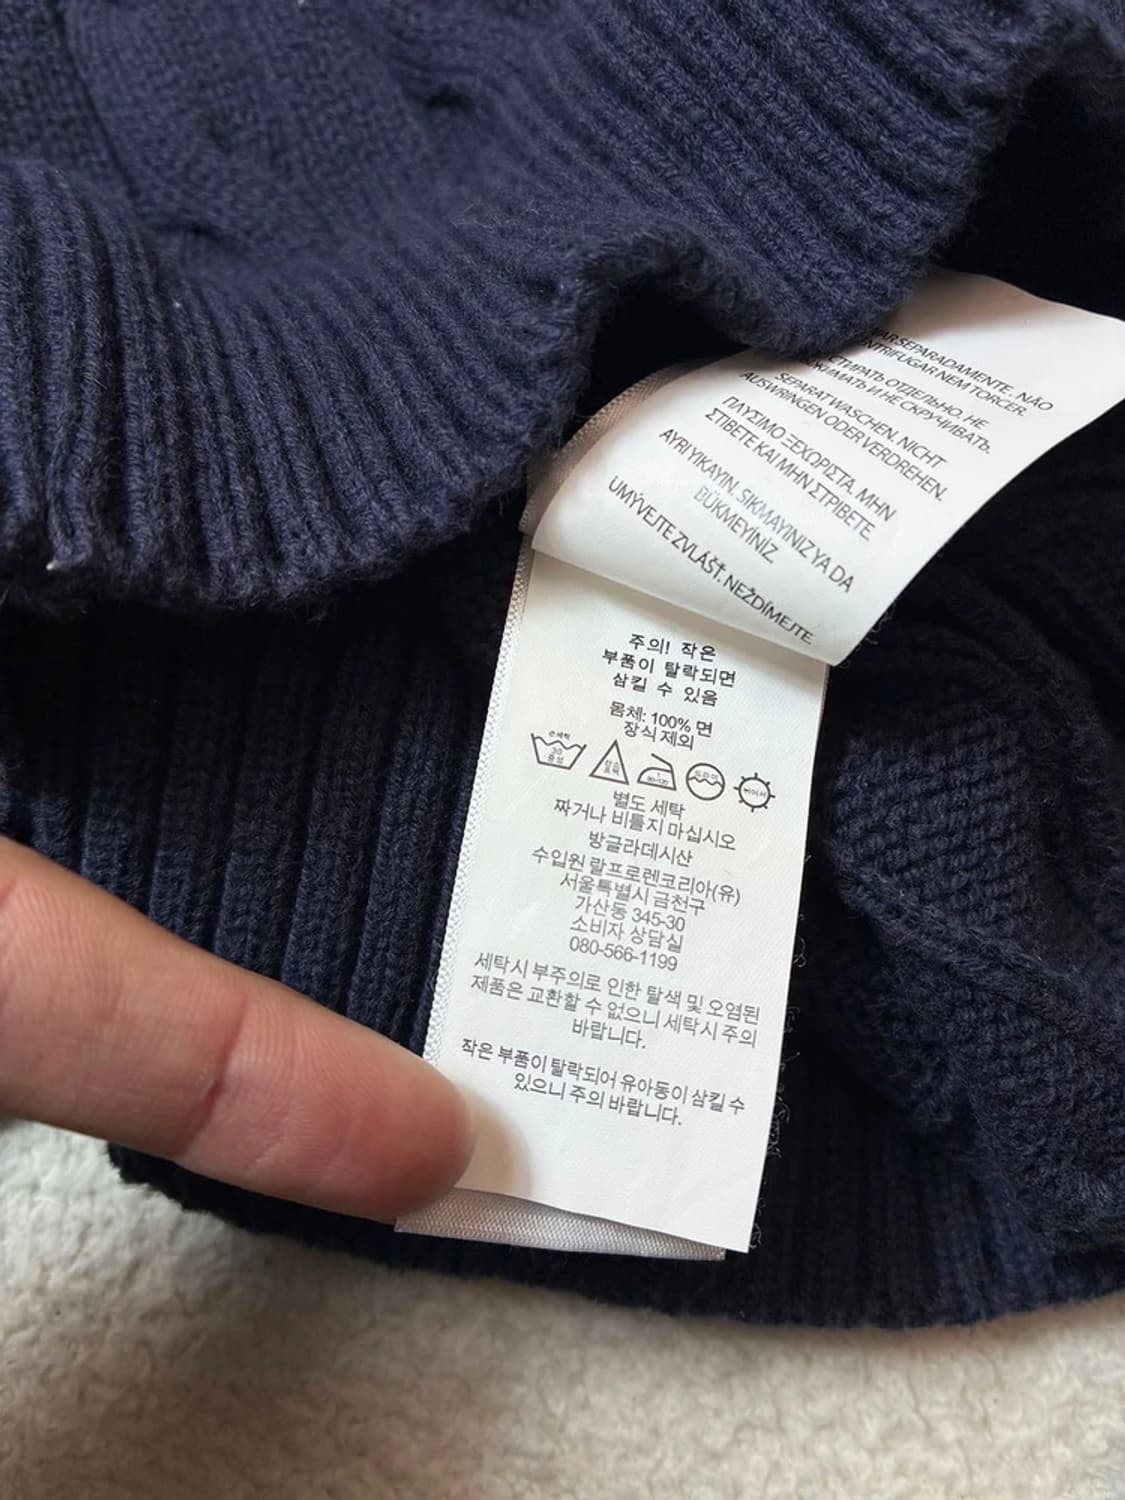 SEPARADAMENTE. NÃO
NTRIFUGAR NEM TORCER.
ОТДЕЛЬНО. НЕ
И НЕ СКРУЧИВАТЬ.
SEPARAT WASCHEN. NICHT
AUSWRINGEN ODER VERDREHEN.
ΠΛΥΣΙΜΟ ΞΕΧΟΡΙΣΤΑ. ΜΗΝ
ΣΤΙΒΕΤΕ ΚΑΙ ΜΗΝ ΣΤΡΙΒΕΤΕ
AYRI YIKAYIN. SIKMAYINIZ YA DA
BÜKMEYINIZ.
UMÝVEJTE ZVLÁŠŤ. NEŽDÍMEJTE.
주의! 작은
부품이 탈락되면
삼킬 수 있음
몸체: 100% 면
장식 제외
손세탁
30
중성
80~120
별도 세탁
짜거나 비틀지 마십시오
방글라데시산
수입원 랄프로렌코리아(유)
서울특별시 금천구
가산동 345-30
소비자 상담실
080-566-1199
세탁시 부주의로 인한 탈색 및 오염된
제품은 교환할 수 없으니 세탁시 주의
바랍니다.
작은 부품이 탈락되어 유아동이 삼킬 수
있으니 주의 바랍니다.